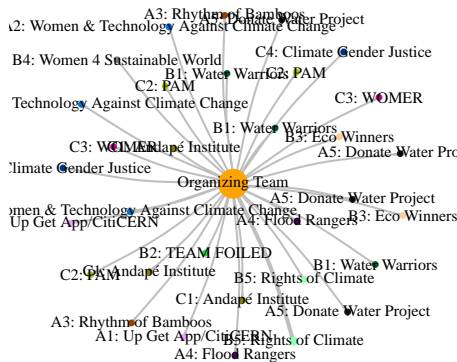 A3: Rhythm of Bamboos
A5: Donate Water Project
A2: Women & Technology Against Climate Change
C4: Climate Gender Justice
B4: Women 4 Sustainable World
B1: Water Warriors
C2: PAM
C2: PAM
C3: WOMER
Technology Against Climate Change
B1: Water Warriors
B3: Eco Winners
C3: WOMER
C1: Andapé Institute
A5: Donate Water Pro
Climate Gender Justice
Organizing Team
A5: Donate Water Project
omen & Technology Against Climate Change
B3: Eco Winners
Up Get App/CitiCERN
A4: Flood Rangers
B2: TEAM FOILED
B1: Water Warriors
C2: PAM
C1: Andapé Institute
B5: Rights of Climate
C1: Andapé Institute
A5: Donate Water Project
A3: Rhythm of Bamboos
A1: Up Get App/CitiCERN
B5: Rights of Climate
A4: Flood Rangers